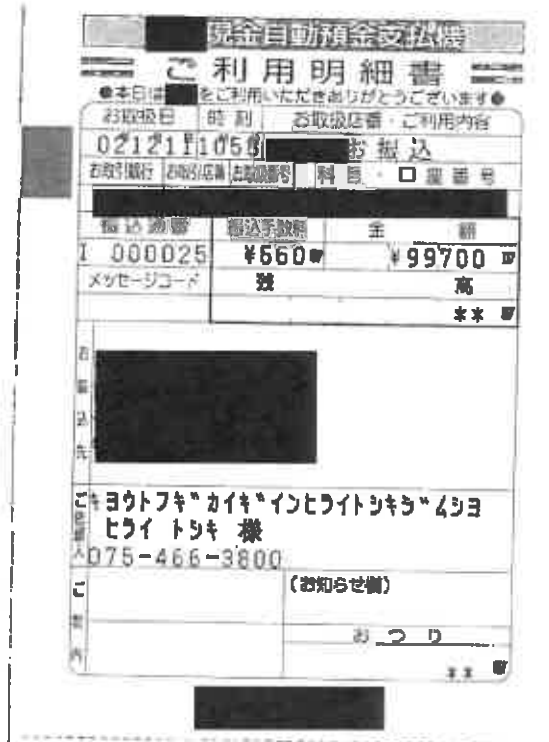 現金自動預金支払機
ご利用明細書
●本日は をご利用いただきありがとうございます●
お取扱日 時刻 お取扱店番・ご利用内容
021211105 お振込
お取引銀行 お取引店番 お取扱番号 科目・口座番号
振込通番 振込手数料 金 額
I 000025 ¥660 ¥99700
メッセージコード 残 高
**
お振込先
キヨウトフギカイギインヒライトシキジムシヨ
ヒライ トシキ 様
ご依頼人
075-466-3800
ご案内
(お知らせ欄)
おつり
**